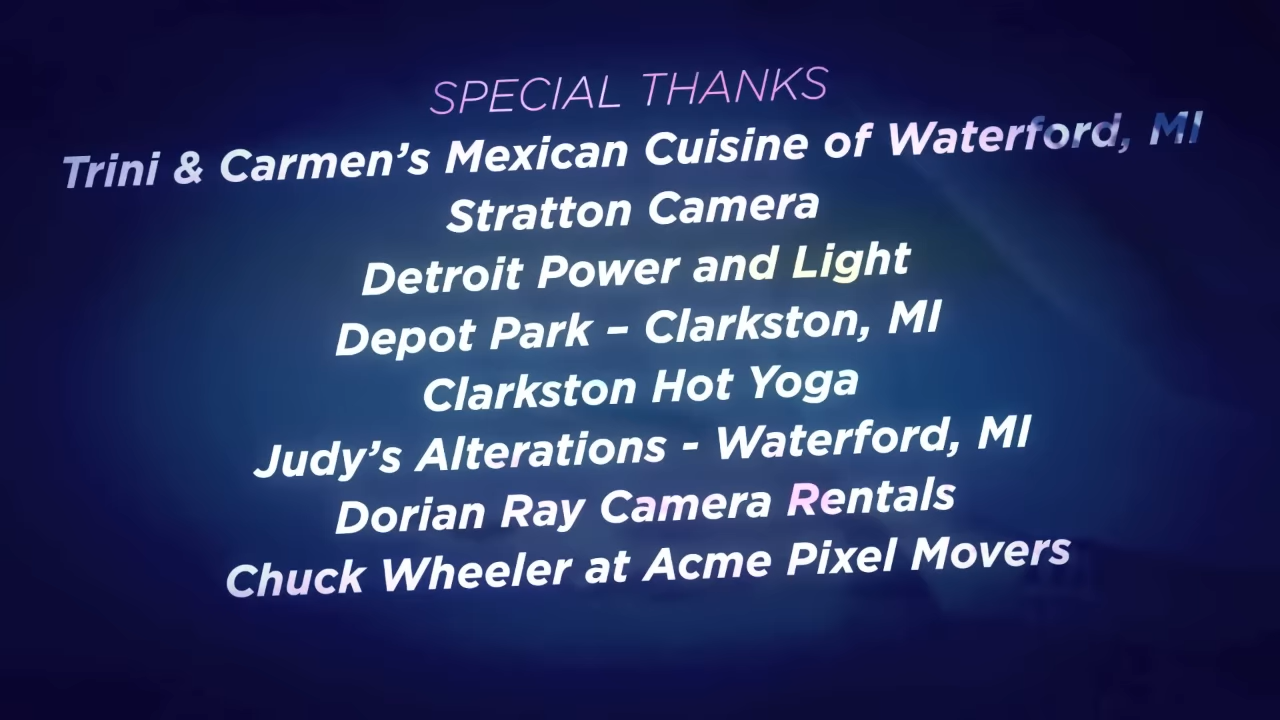 SPECIAL THANKS
Trini & Carmen’s Mexican Cuisine of Waterford, MI
Stratton Camera
Detroit Power and Light
Depot Park – Clarkston, MI
Clarkston Hot Yoga
Judy’s Alterations - Waterford, MI
Dorian Ray Camera Rentals
Chuck Wheeler at Acme Pixel Movers